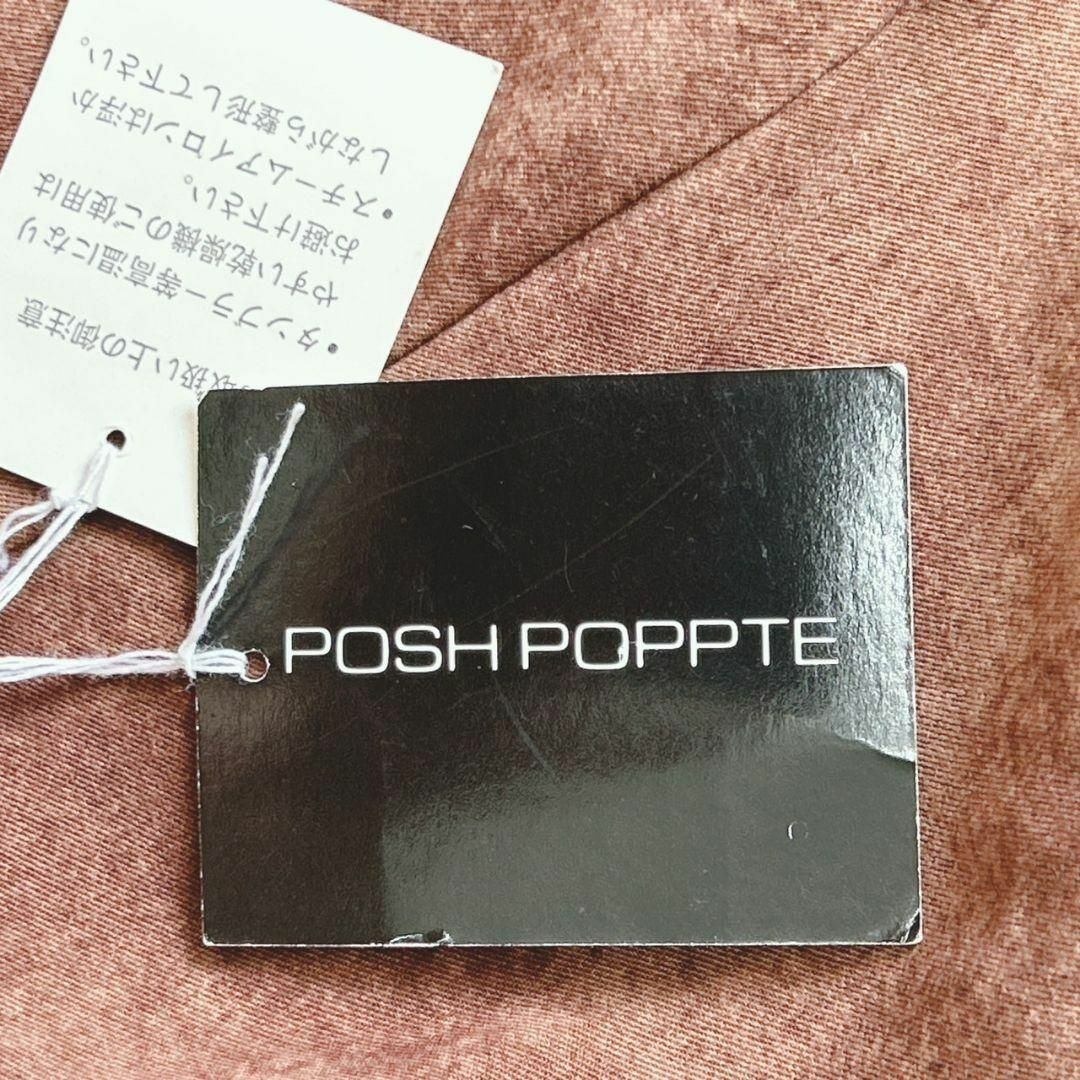 取扱い上の御注意
•タンブラー等高温になり
やすい乾燥機のご使用は
お避け下さい。
•スチームアイロンは浮か
しながら整形して下さい。
POSH POPPTE